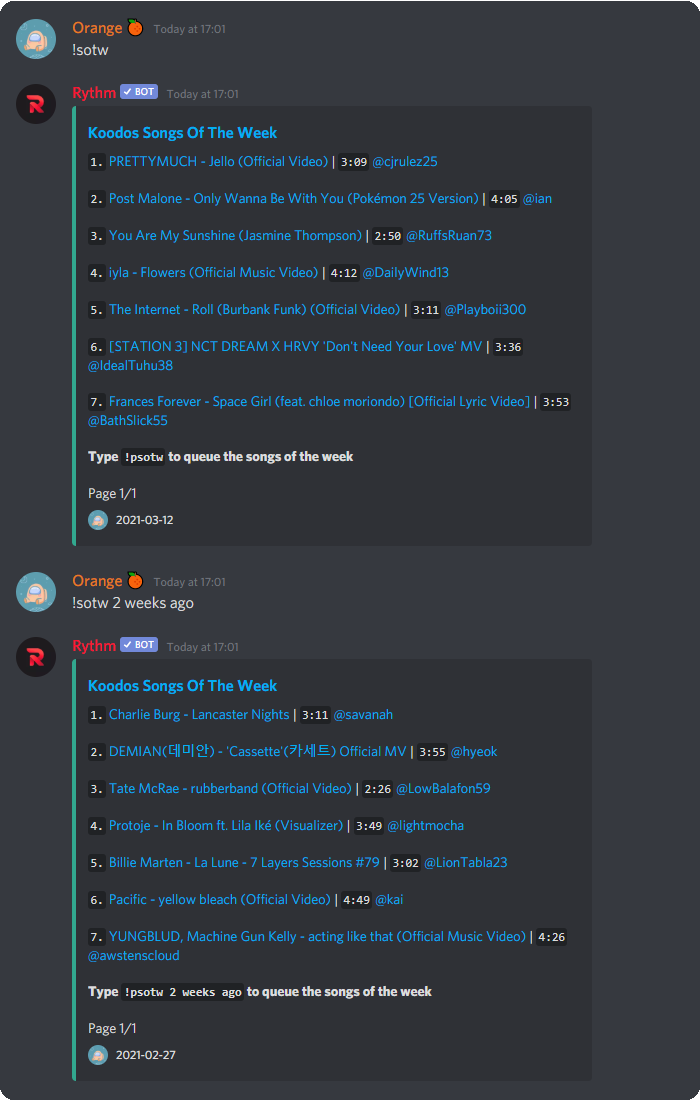 Orange Today at 17:01
!sotw
Rythm ✓ BOT Today at 17:01
Koodos Songs Of The Week
1. PRETTYMUCH - Jello (Official Video) | 3:09 @cjrulez25
2. Post Malone - Only Wanna Be With You (Pokémon 25 Version) | 4:05 @ian
3. You Are My Sunshine (Jasmine Thompson) | 2:50 @RuffsRuan73
4. iyla - Flowers (Official Music Video) | 4:12 @DailyWind13
5. The Internet - Roll (Burbank Funk) (Official Video) | 3:11 @Playboii300
6. [STATION 3] NCT DREAM X HRVY 'Don't Need Your Love' MV | 3:36
@IdealTuhu38
7. Frances Forever - Space Girl (feat. chloe moriondo) [Official Lyric Video] | 3:53
@BathSlick55
Type !psotw to queue the songs of the week
Page 1/1
2021-03-12
Orange Today at 17:01
!sotw 2 weeks ago
Rythm ✓ BOT Today at 17:01
Koodos Songs Of The Week
1. Charlie Burg - Lancaster Nights | 3:11 @savanah
2. DEMIAN(데미안) - 'Cassette'(카세트) Official MV | 3:55 @hyeok
3. Tate McRae - rubberband (Official Video) | 2:26 @LowBalafon59
4. Protoje - In Bloom ft. Lila Iké (Visualizer) | 3:49 @lightmocha
5. Billie Marten - La Lune - 7 Layers Sessions #79 | 3:02 @LionTabla23
6. Pacific - yellow bleach (Official Video) | 4:49 @kai
7. YUNGBLUD, Machine Gun Kelly - acting like that (Official Music Video) | 4:26
@awstenscloud
Type !psotw 2 weeks ago to queue the songs of the week
Page 1/1
2021-02-27